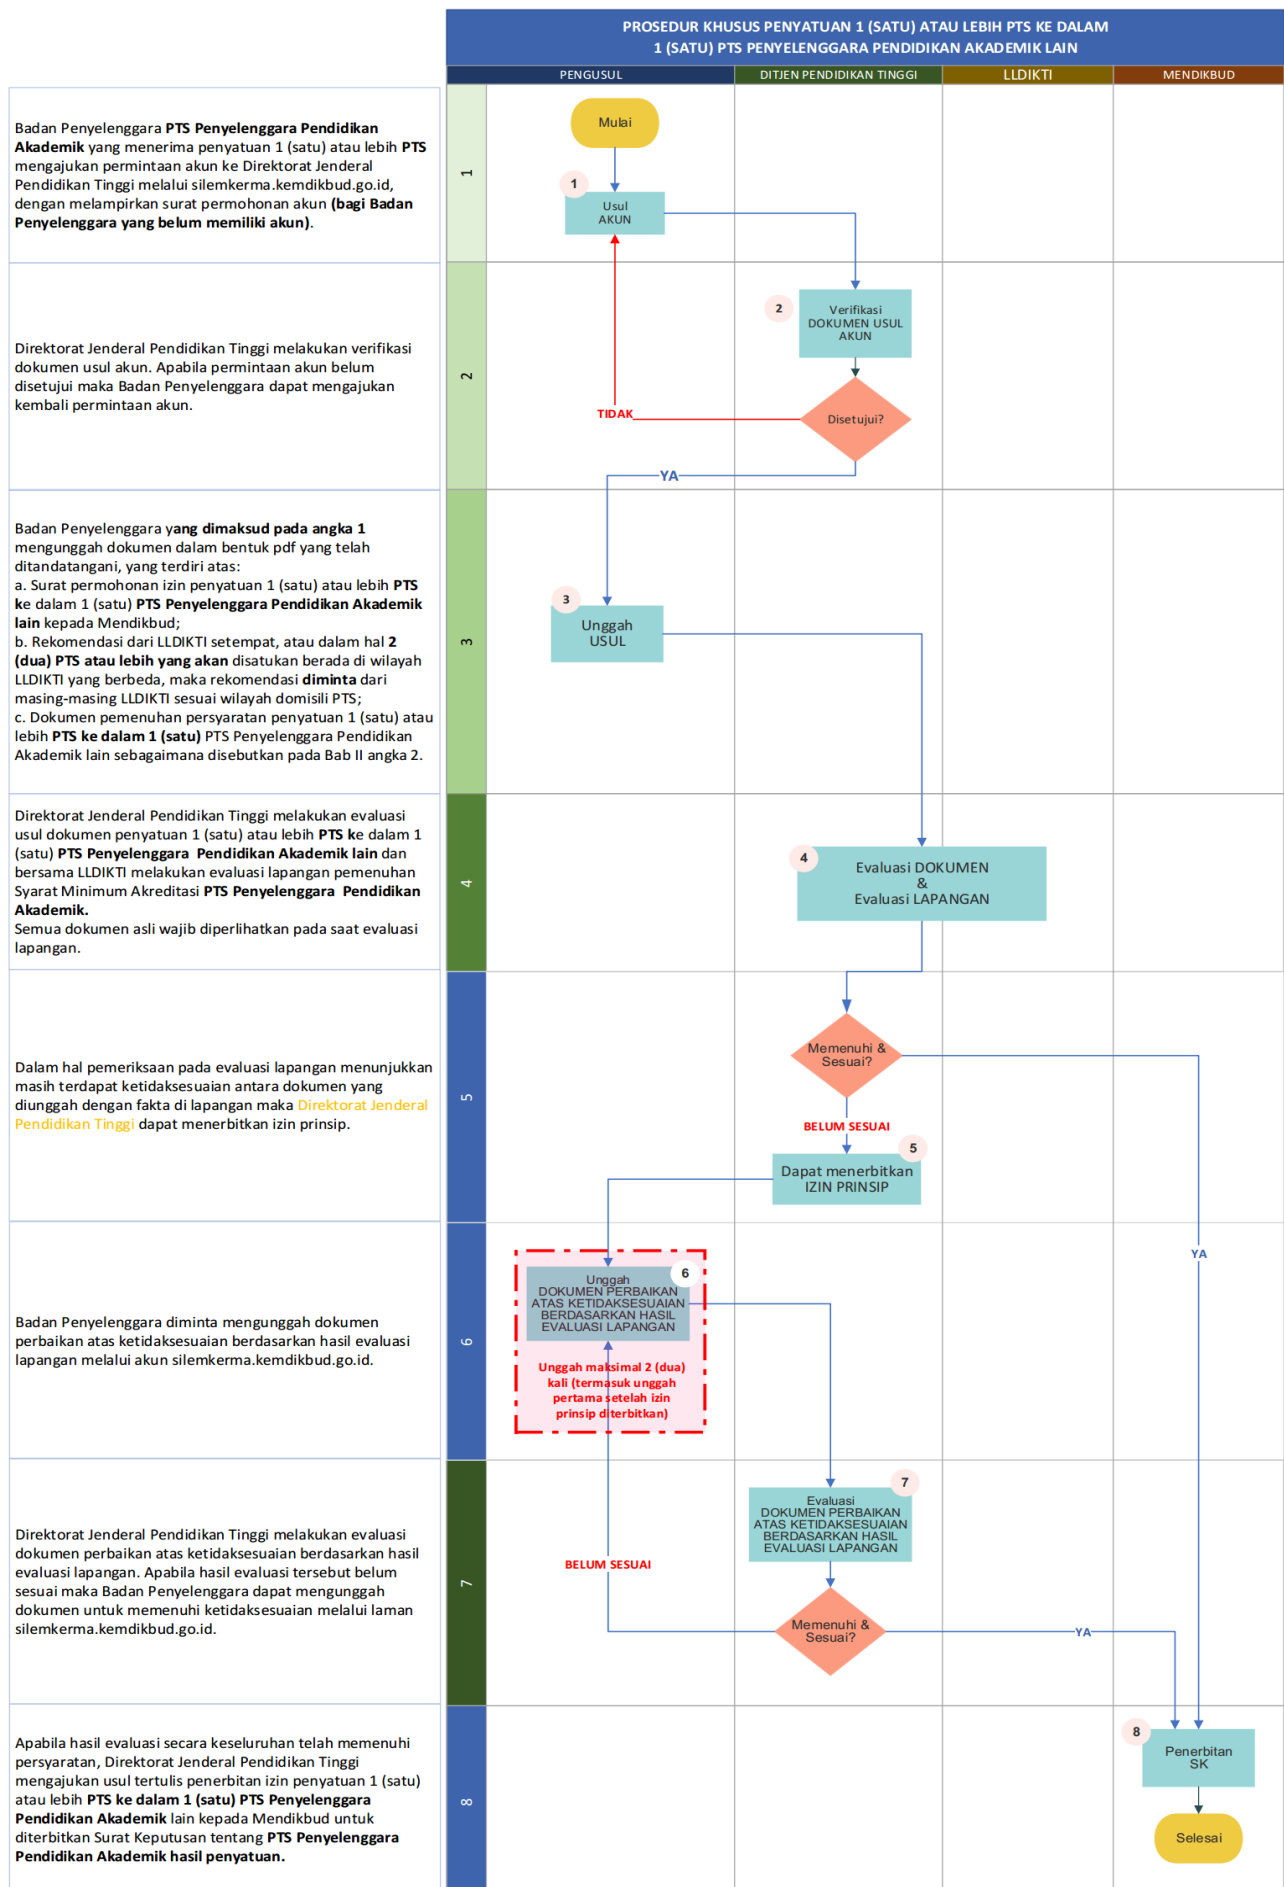 PROSEDUR KHUSUS PENYATUAN 1 (SATU) ATAU LEBIH PTS KE DALAM
1 (SATU) PTS PENYELENGGARA PENDIDIKAN AKADEMIK LAIN
PENGUSUL
DITJEN PENDIDIKAN TINGGI
LLDIKTI
MENDIKBUD
Badan Penyelenggara PTS Penyelenggara Pendidikan
Akademik yang menerima penyatuan 1 (satu) atau lebih PTS
mengajukan permintaan akun ke Direktorat Jenderal
Pendidikan Tinggi melalui silemkerma.kemdikbud.go.id,
dengan melampirkan surat permohonan akun (bagi Badan
Penyelenggara yang belum memiliki akun).
1
Mulai
1
Usul
AKUN
Direktorat Jenderal Pendidikan Tinggi melakukan verifikasi
dokumen usul akun. Apabila permintaan akun belum
disetujui maka Badan Penyelenggara dapat mengajukan
kembali permintaan akun.
2
2
Verifikasi
DOKUMEN USUL
AKUN
Disetujui?
TIDAK
YA
Badan Penyelenggara yang dimaksud pada angka 1
mengunggah dokumen dalam bentuk pdf yang telah
ditandatangani, yang terdiri atas:
a. Surat permohonan izin penyatuan 1 (satu) atau lebih PTS
ke dalam 1 (satu) PTS Penyelenggara Pendidikan Akademik
lain kepada Mendikbud;
b. Rekomendasi dari LLDIKTI setempat, atau dalam hal 2
(dua) PTS atau lebih yang akan disatukan berada di wilayah
LLDIKTI yang berbeda, maka rekomendasi diminta dari
masing-masing LLDIKTI sesuai wilayah domisili PTS;
c. Dokumen pemenuhan persyaratan penyatuan 1 (satu) atau
lebih PTS ke dalam 1 (satu) PTS Penyelenggara Pendidikan
Akademik lain sebagaimana disebutkan pada Bab II angka 2.
3
3
Unggah
USUL
Direktorat Jenderal Pendidikan Tinggi melakukan evaluasi
usul dokumen penyatuan 1 (satu) atau lebih PTS ke dalam 1
(satu) PTS Penyelenggara Pendidikan Akademik lain dan
bersama LLDIKTI melakukan evaluasi lapangan pemenuhan
Syarat Minimum Akreditasi PTS Penyelenggara Pendidikan
Akademik.
Semua dokumen asli wajib diperlihatkan pada saat evaluasi
lapangan.
4
4
Evaluasi DOKUMEN
&
Evaluasi LAPANGAN
Dalam hal pemeriksaan pada evaluasi lapangan menunjukkan
masih terdapat ketidaksesuaian antara dokumen yang
diunggah dengan fakta di lapangan maka Direktorat Jenderal
Pendidikan Tinggi dapat menerbitkan izin prinsip.
5
Memenuhi &
Sesuai?
BELUM SESUAI
5
Dapat menerbitkan
IZIN PRINSIP
YA
Badan Penyelenggara diminta mengunggah dokumen
perbaikan atas ketidaksesuaian berdasarkan hasil evaluasi
lapangan melalui akun silemkerma.kemdikbud.go.id.
6
6
Unggah
DOKUMEN PERBAIKAN
ATAS KETIDAKSESUAIAN
BERDASARKAN HASIL
EVALUASI LAPANGAN
Unggah maksimal 2 (dua)
kali (termasuk unggah
pertama setelah izin
prinsip diterbitkan)
Direktorat Jenderal Pendidikan Tinggi melakukan evaluasi
dokumen perbaikan atas ketidaksesuaian berdasarkan hasil
evaluasi lapangan. Apabila hasil evaluasi tersebut belum
sesuai maka Badan Penyelenggara dapat mengunggah
dokumen untuk memenuhi ketidaksesuaian melalui laman
silemkerma.kemdikbud.go.id.
7
7
Evaluasi
DOKUMEN PERBAIKAN
ATAS KETIDAKSESUAIAN
BERDASARKAN HASIL
EVALUASI LAPANGAN
BELUM SESUAI
Memenuhi &
Sesuai?
YA
Apabila hasil evaluasi secara keseluruhan telah memenuhi
persyaratan, Direktorat Jenderal Pendidikan Tinggi
mengajukan usul tertulis penerbitan izin penyatuan 1 (satu)
atau lebih PTS ke dalam 1 (satu) PTS Penyelenggara
Pendidikan Akademik lain kepada Mendikbud untuk
diterbitkan Surat Keputusan tentang PTS Penyelenggara
Pendidikan Akademik hasil penyatuan.
8
8
Penerbitan
SK
Selesai